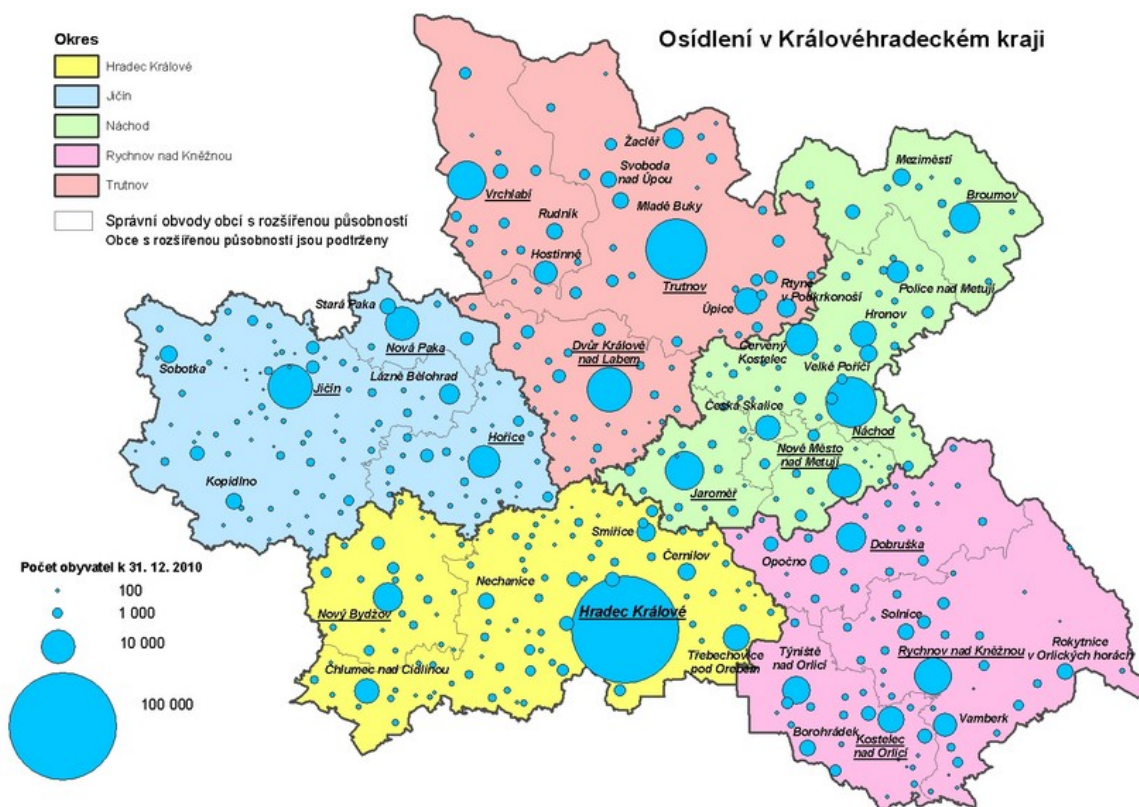 Osídlení v Královéhradeckém kraji
Okres
Hradec Králové
Jičín
Náchod
Rychnov nad Kněžnou
Trutnov
Správní obvody obcí s rozšířenou působností
Obce s rozšířenou působností jsou podtrženy
Žacléř
Svoboda
nad Úpou
Vrchlabí
Mladé Buky
Rudník
Hostinné
Trutnov
Úpice
Rtyně
v Podkrkonoší
Dvůr Králové
nad Labem
Meziměstí
Broumov
Police nad Metují
Hronov
Červený
Kostelec
Velké Poříčí
Česká Skalice
Náchod
Nové Město
nad Metují
Jaroměř
Stará Paka
Nová Paka
Sobotka
Jičín
Lázně Bělohrad
Hořice
Kopidlno
Smiřice
Černilov
Nechanice
Nový Bydžov
Hradec Králové
Chlumec nad Cidlinou
Třebechovice
pod Orebem
Opočno
Dobruška
Solnice
Týniště
nad Orlicí
Rychnov nad Kněžnou
Rokytnice
v Orlických horách
Borohrádek
Kostelec
nad Orlicí
Vamberk
Počet obyvatel k 31. 12. 2010
100
1 000
10 000
100 000